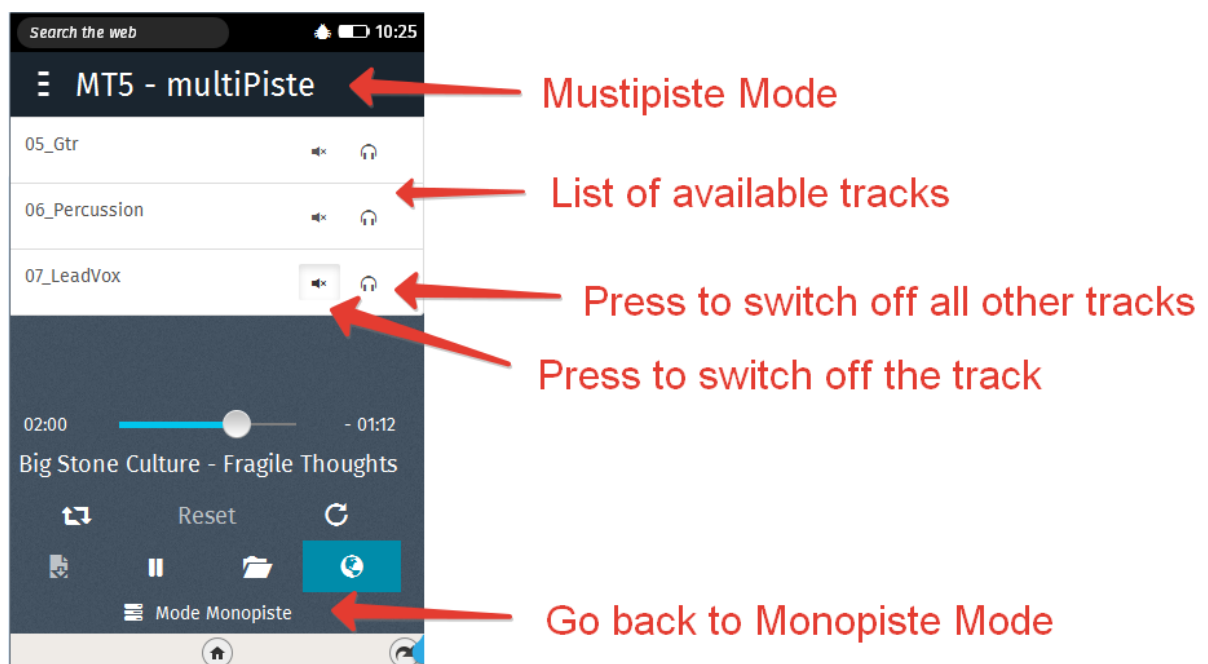 Search the web 10:25
MT5 - multiPiste
Mustipiste Mode
05_Gtr
List of available tracks
06_Percussion
07_LeadVox
Press to switch off all other tracks
Press to switch off the track
02:00 - 01:12
Big Stone Culture - Fragile Thoughts
Reset
Mode Monopiste
Go back to Monopiste Mode